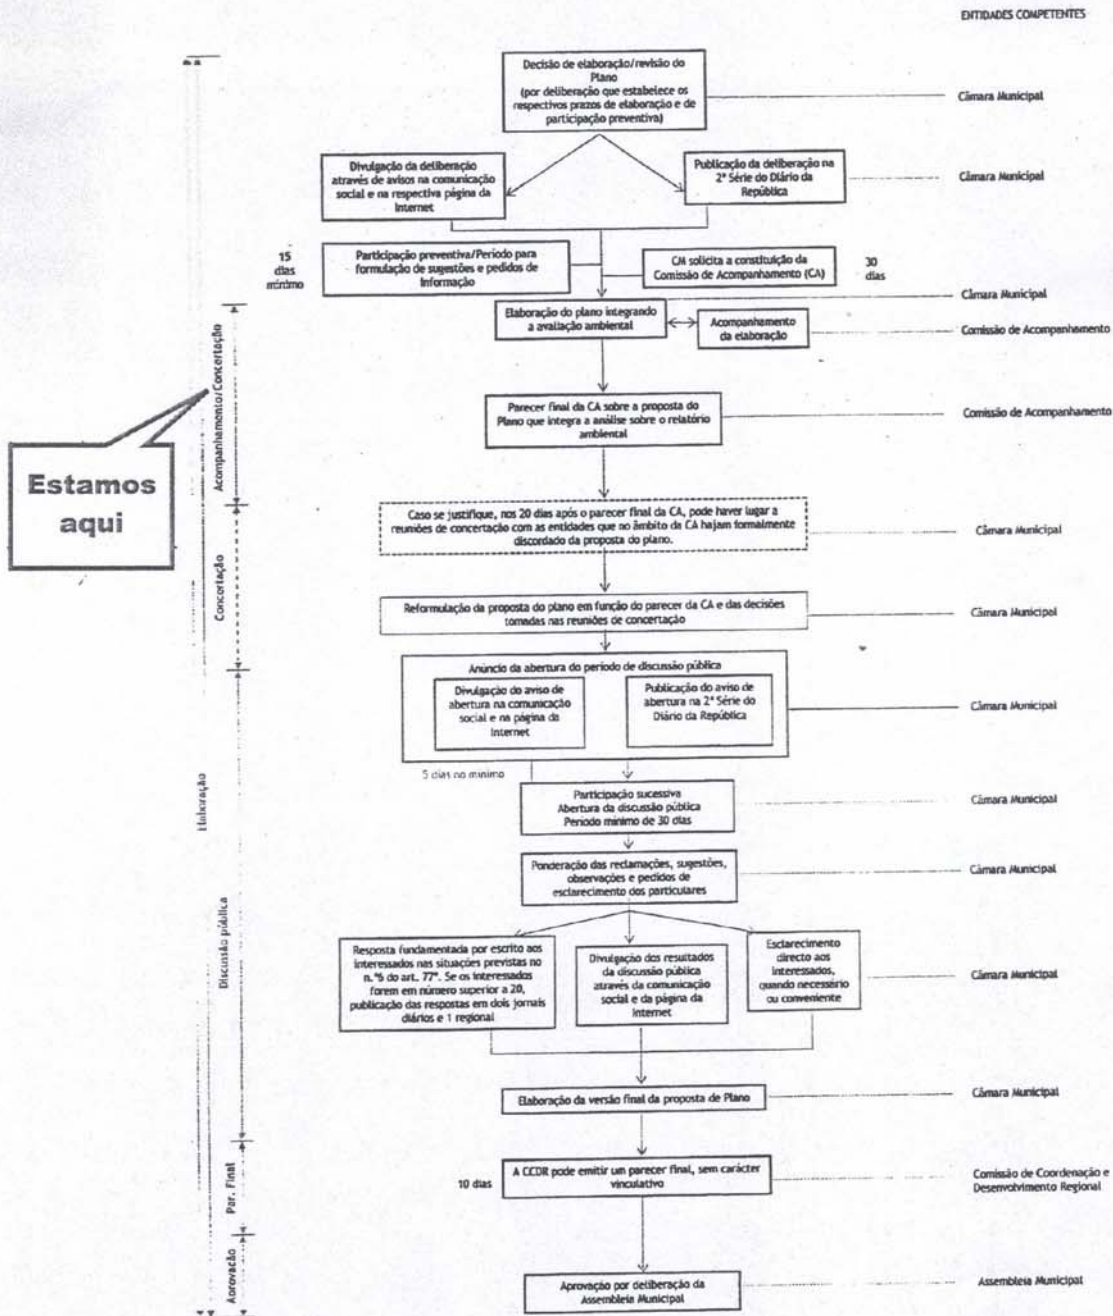 ENTIDADES COMPETENTES
Decisão de elaboração/revisão do
Plano
(por deliberação que estabelece os
respectivos prazos de elaboração e de
participação preventiva)
Câmara Municipal
Divulgação da deliberação
através de avisos na comunicação
social e na respectiva página da
Internet
Publicação da deliberação na
2ª Série do Diário da
República
Câmara Municipal
15
dias
mínimo
Participação preventiva/Período para
formulação de sugestões e pedidos de
informação
CM solicita a constituição da
Comissão de Acompanhamento (CA)
30
dias
Elaboração do plano integrando
a avaliação ambiental
Câmara Municipal
Acompanhamento
da elaboração
Comissão de Acompanhamento
Acompanhamento/Concertação
Parecer final da CA sobre a proposta do
Plano que integra a análise sobre o relatório
ambiental
Comissão de Acompanhamento
Estamos
aqui
Caso se justifique, nos 20 dias após o parecer final da CA, pode haver lugar a
reuniões de concertação com as entidades que no âmbito da CA hajam formalmente
discordado da proposta do plano.
Câmara Municipal
Concertação
Reformulação da proposta do plano em função do parecer da CA e das decisões
tomadas nas reuniões de concertação
Câmara Municipal
Anúncio da abertura do período de discussão pública
Divulgação do aviso de
abertura na comunicação
social e na página da
Internet
Publicação do aviso de
abertura na 2ª Série do
Diário da República
Câmara Municipal
5 dias no mínimo
Elaboração
Participação sucessiva
Abertura da discussão pública
Período mínimo de 30 dias
Câmara Municipal
Ponderação das reclamações, sugestões,
observações e pedidos de
esclarecimento dos particulares
Câmara Municipal
Discussão pública
Resposta fundamentada por escrito aos
interessados nas situações previstas no
n.º5 do art. 77º. Se os interessados
forem em número superior a 20,
publicação das respostas em dois jornais
diários e 1 regional
Divulgação dos resultados
da discussão pública
através da comunicação
social e da página da
Internet
Esclarecimento
directo aos
interessados,
quando necessário
ou conveniente
Câmara Municipal
Elaboração da versão final da proposta de Plano
Câmara Municipal
Par. Final
10 dias
A CCDR pode emitir um parecer final, sem carácter
vinculativo
Comissão de Coordenação e
Desenvolvimento Regional
Aprovação
Aprovação por deliberação da
Assembleia Municipal
Assembleia Municipal